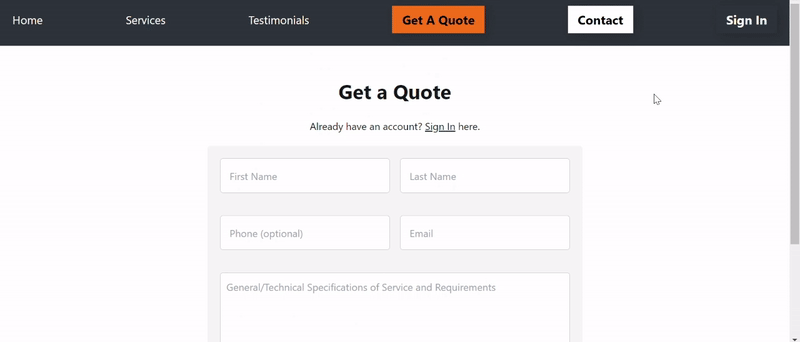 Home Services Testimonials Get A Quote Contact Sign In
Get a Quote
Already have an account? Sign In here.
First Name Last Name
Phone (optional) Email
General/Technical Specifications of Service and Requirements